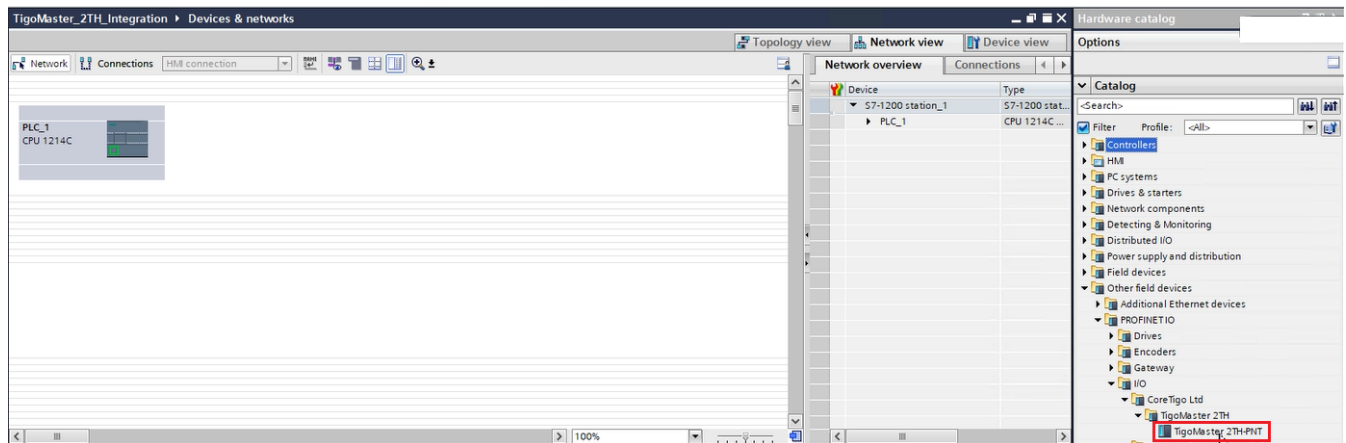 TigoMaster_2TH_Integration ▸ Devices & networks
Hardware catalog
Topology view Network view Device view
Options
Network Connections HMI connection
Network overview Connections
Device Type
S7-1200 station_1 S7-1200 stat...
PLC_1 CPU 1214C ...
PLC_1
CPU 1214C
100%
Catalog
<Search>
Filter Profile: <All>
Controllers
HMI
PC systems
Drives & starters
Network components
Detecting & Monitoring
Distributed I/O
Power supply and distribution
Field devices
Other field devices
Additional Ethernet devices
PROFINET IO
Drives
Encoders
Gateway
I/O
CoreTigo Ltd
TigoMaster 2TH
TigoMaster 2TH-PNT